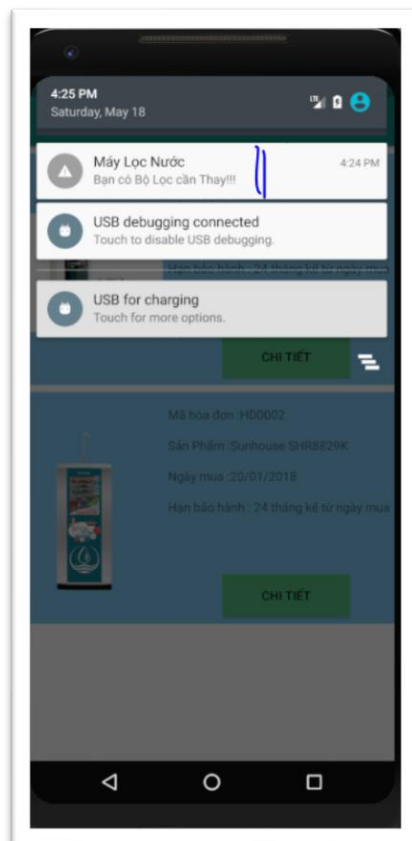 4:25 PM
Saturday, May 18
LTE
Máy Lọc Nước
4:24 PM
Bạn có Bộ Lọc cần Thay!!!
USB debugging connected
Touch to disable USB debugging.
Hạn bảo hành : 24 tháng kể từ ngày mua
USB for charging
Touch for more options.
CHI TIẾT
Mã hóa đơn :HD0002
Sản Phẩm :Sunhouse SHR8829K
Ngày mua :20/01/2018
Hạn bảo hành : 24 tháng kể từ ngày mua
CHI TIẾT